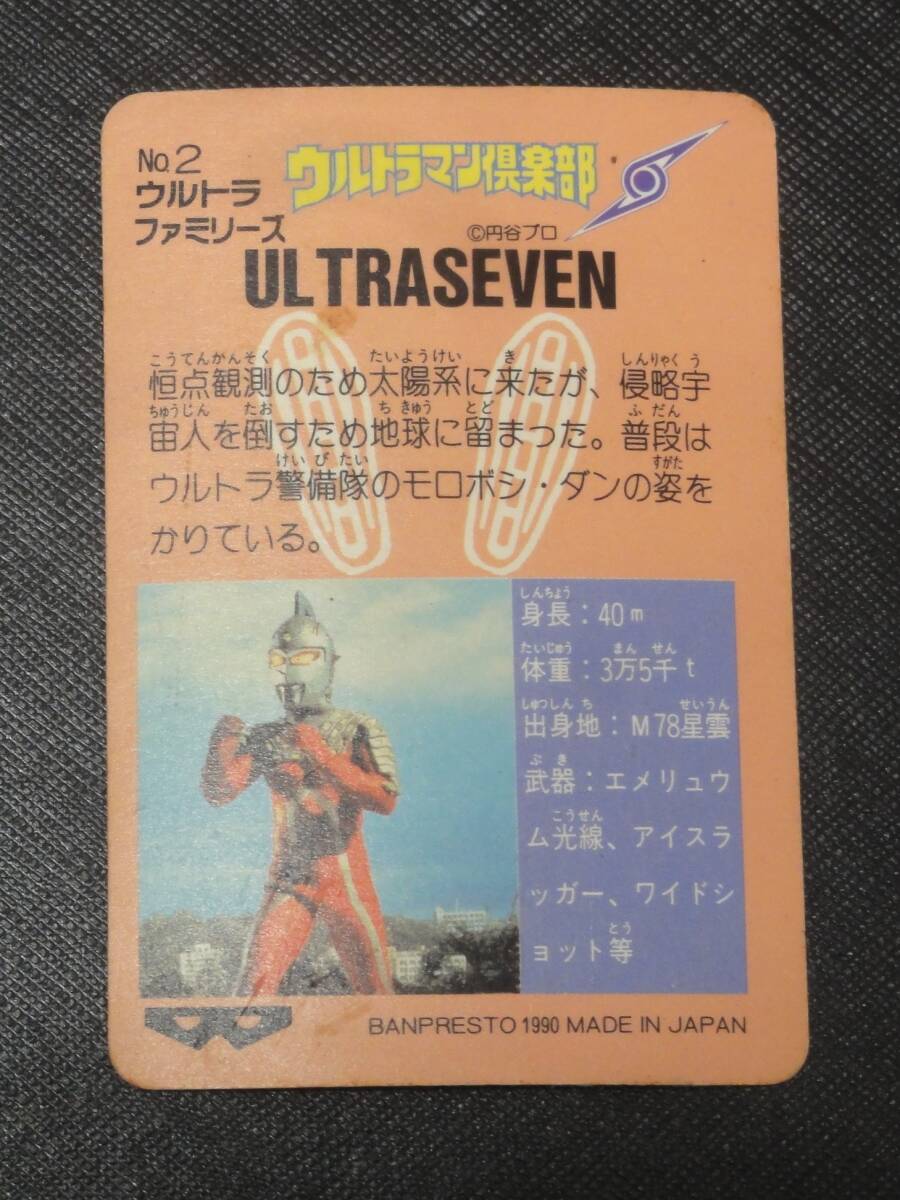 No.2
ウルトラ
ファミリーズ
ウルトラマン倶楽部
©円谷プロ
ULTRASEVEN
こうてんかんそく たいようけい き しんりゃく う
恒点観測のため太陽系に来たが、侵略宇
ちゅうじん たお ち きゅう とど ふ だん
宙人を倒すため地球に留まった。普段は
けい び たい すがた
ウルトラ警備隊のモロボシ・ダンの姿を
かりている。
しんちょう
身長：40m
たいじゅう まん せん
体重：3万5千t
しゅつしん ち せいうん
出身地：M78星雲
ぶ き
武器：エメリュウ
こうせん
ム光線、アイスラ
ッガー、ワイドシ
とう
ョット等
BANPRESTO 1990 MADE IN JAPAN